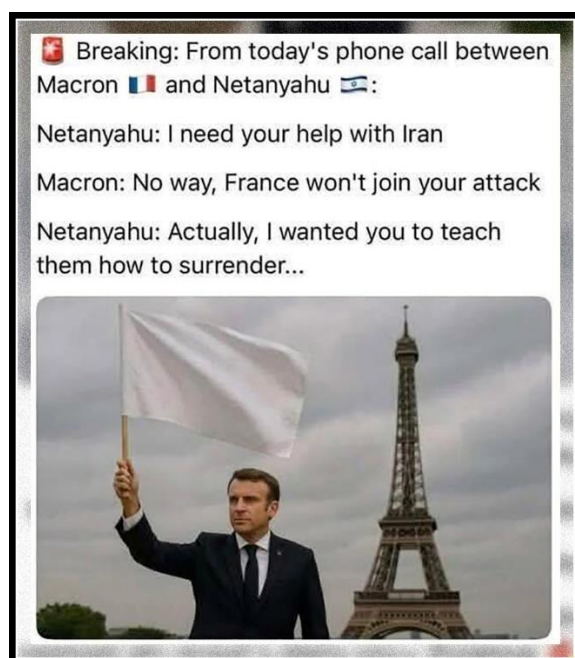 🚨 Breaking: From today's phone call between
Macron 🇫🇷 and Netanyahu 🇮🇱:
Netanyahu: I need your help with Iran
Macron: No way, France won't join your attack
Netanyahu: Actually, I wanted you to teach
them how to surrender...